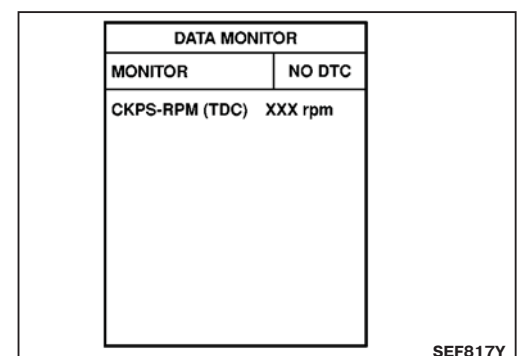 DATA MONITOR
MONITOR NO DTC
CKPS-RPM (TDC) XXX rpm
SEF817Y